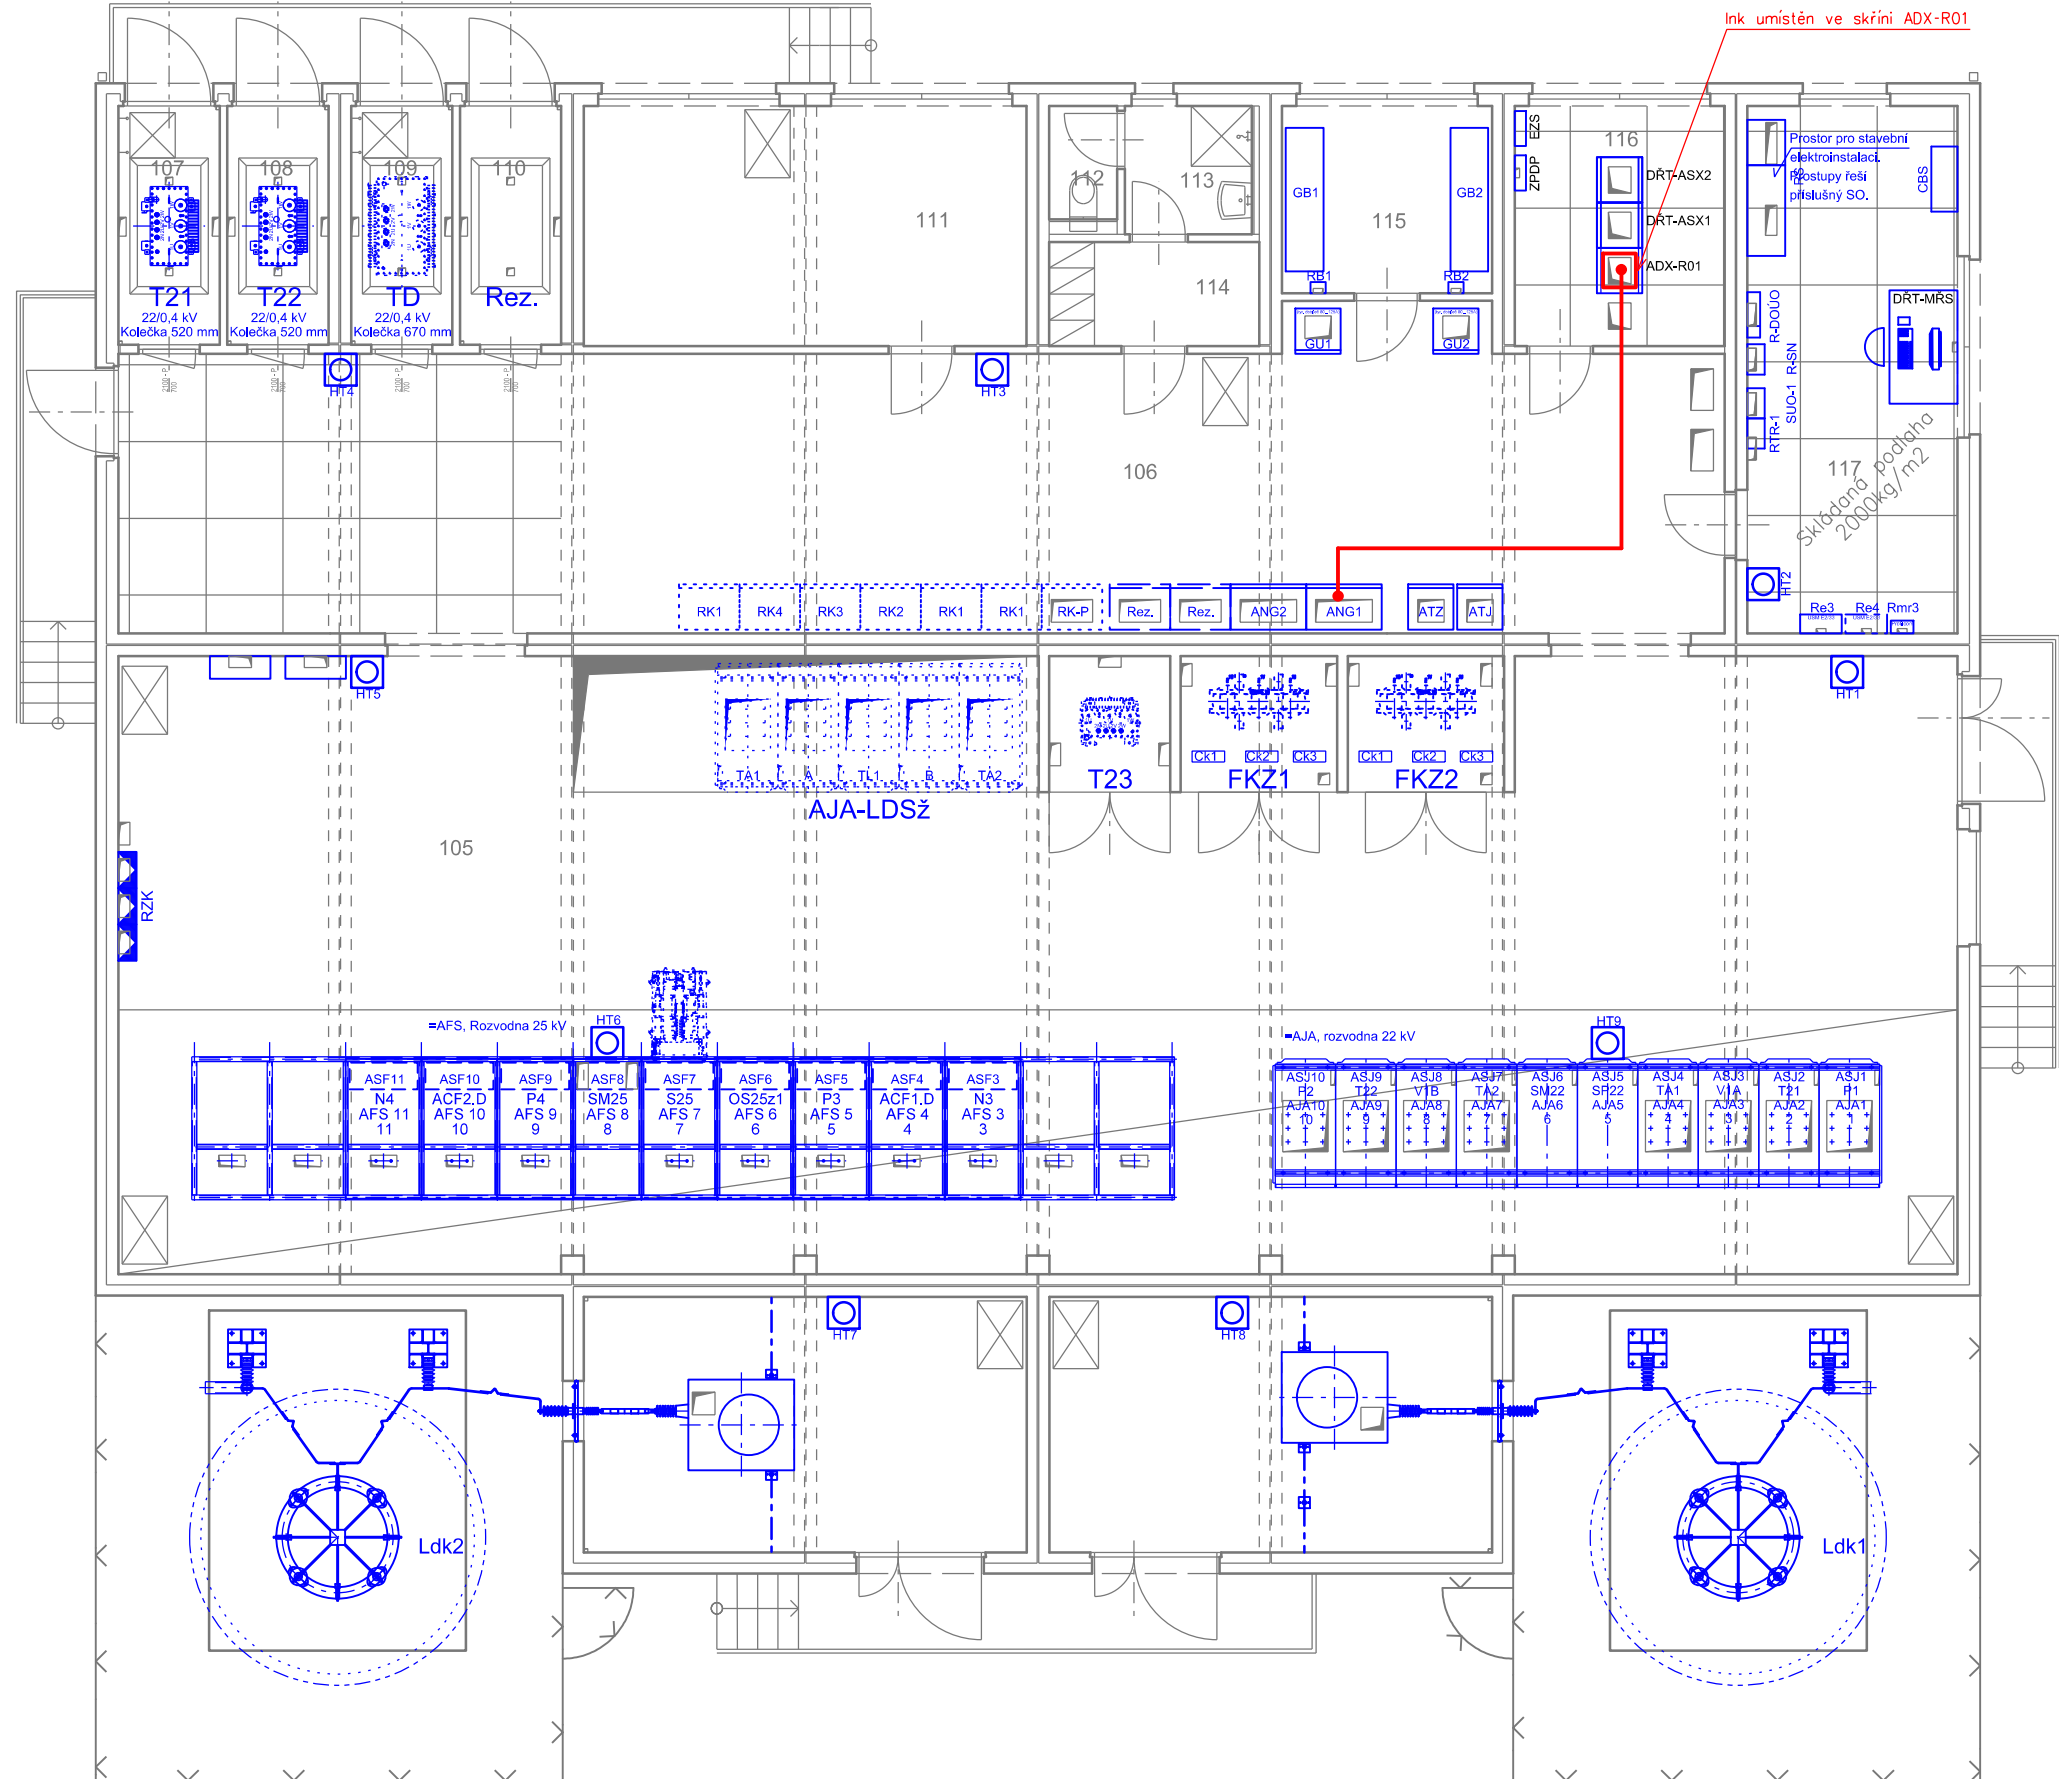 Ink umístěn ve skříni ADX-R01
107
108
109
110
111
112
113
114
115
116
117
106
105
T21
22/0,4 kV
Kolečka 520 mm
T22
22/0,4 kV
Kolečka 520 mm
TD
22/0,4 kV
Kolečka 670 mm
Rez.
2100 - P
700
2100 - P
700
2100 - P
700
2100 - P
700
HT4
HT3
GB1
GB2
RB1
RB2
GU1
GU2
EZS
ZPDP
DŘT-ASX2
DŘT-ASX1
ADX-R01
Prostor pro stavební
elektroinstalaci.
Prostupy řeší
příslušný SO.
CBS
R-DOÚO
R-SN
SUO-1
RTR-1
DŘT-MŘS
Skládaná podlaha
2000kg/m2
HT2
Re3
Re4
Rmr3
RK1
RK4
RK3
RK2
RK1
RK1
RK-P
Rez.
Rez.
ANG2
ANG1
ATZ
ATJ
HT5
HT1
TA1
A
TL1
B
TA2
AJA-LDSž
T23
Ck1
Ck2
Ck3
FKZ1
Ck1
Ck2
Ck3
FKZ2
RZK
=AFS, Rozvodna 25 kV
HT6
=AJA, rozvodna 22 kV
HT9
ASF11
N4
AFS 11
11
ASF10
ACF2.D
AFS 10
10
ASF9
P4
AFS 9
9
ASF8
SM25
AFS 8
8
ASF7
S25
AFS 7
7
ASF6
OS25z1
AFS 6
6
ASF5
P3
AFS 5
5
ASF4
ACF1.D
AFS 4
4
ASF3
N3
AFS 3
3
ASJ10
P2
AJA10
10
ASJ9
T22
AJA9
9
ASJ8
V1B
AJA8
8
ASJ7
TA2
AJA7
7
ASJ6
SM22
AJA6
6
ASJ5
SP22
AJA5
5
ASJ4
TA1
AJA4
4
ASJ3
V1A
AJA3
3
ASJ2
T21
AJA2
2
ASJ1
P1
AJA1
1
HT7
HT8
Ldk2
Ldk1